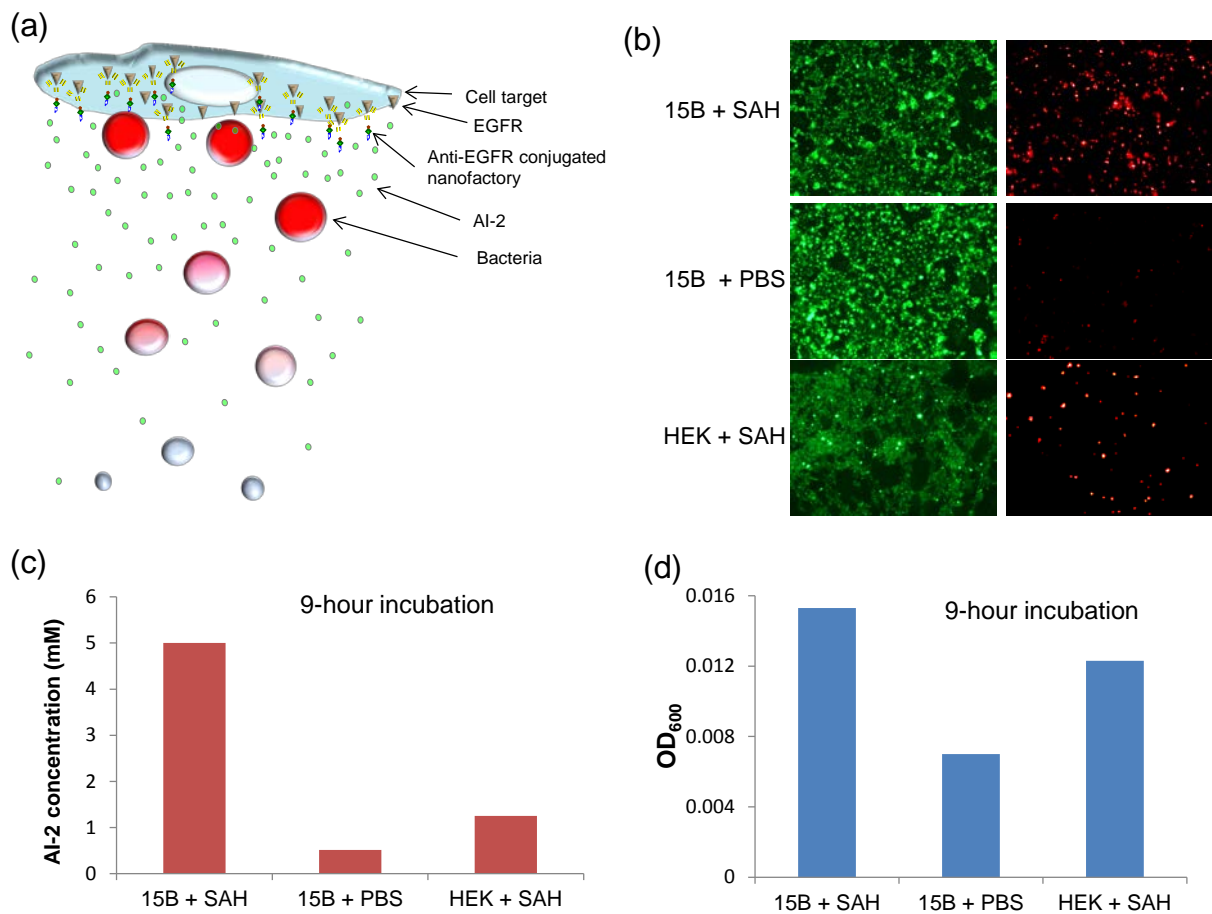 (a)
Cell target
EGFR
Anti-EGFR conjugated
nanofactory
AI-2
Bacteria
(b)
15B + SAH
15B + PBS
HEK + SAH
(c)
9-hour incubation
AI-2 concentration (mM)
6
5
4
3
2
1
0
15B + SAH
15B + PBS
HEK + SAH
(d)
9-hour incubation
OD600
0.016
0.012
0.008
0.004
0
15B + SAH
15B + PBS
HEK + SAH